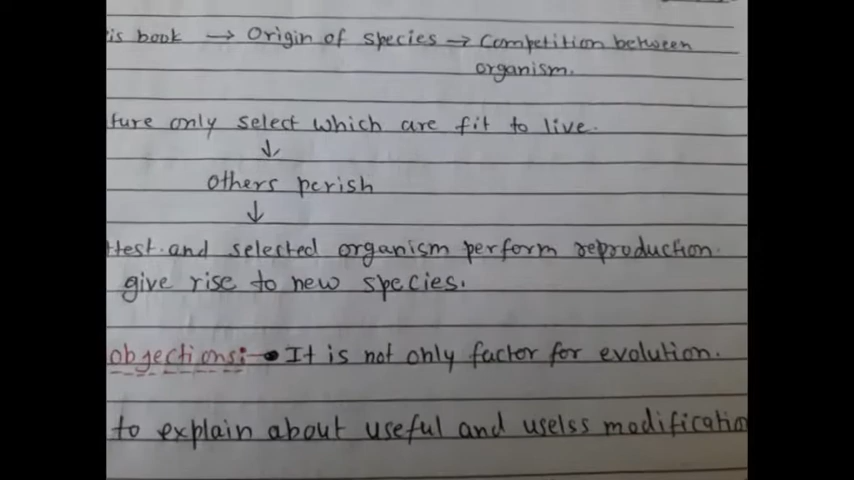 is book → Origin of species → Competition between
organism.
ture only select which are fit to live.
↓
others perish
↓
ttest and selected organism perform reproduction.
give rise to new species.
objections:- • It is not only factor for evolution.
to explain about useful and uselss modificatio